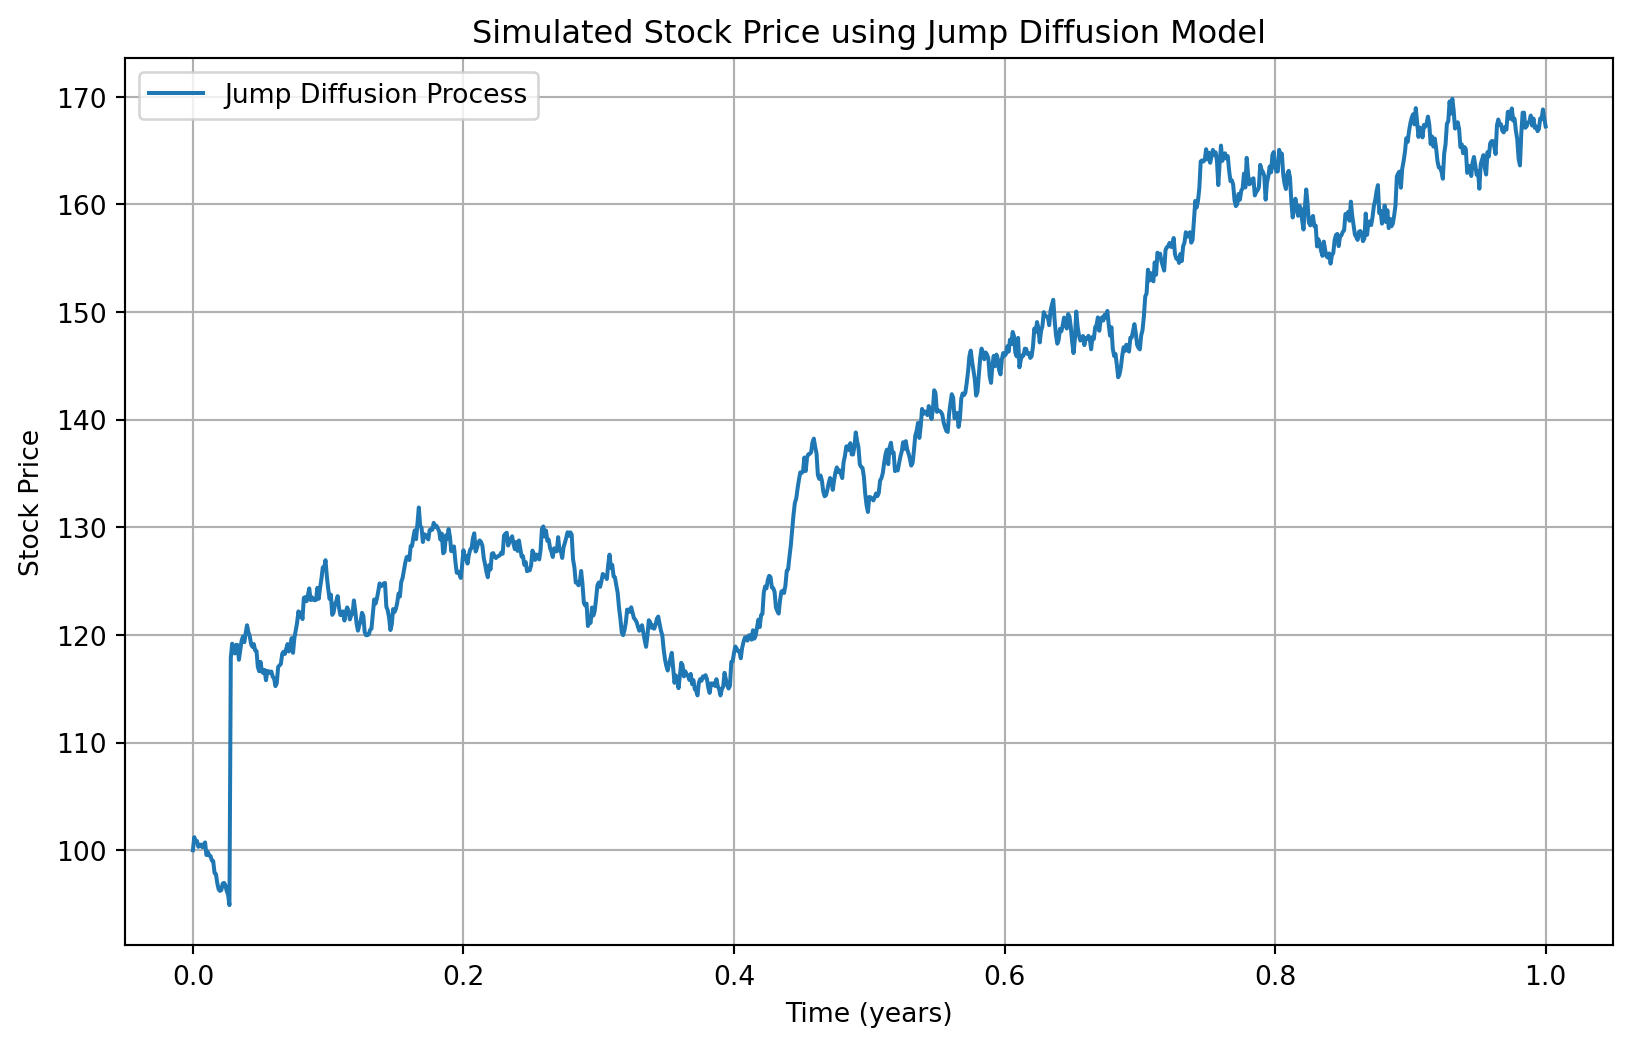 Simulated Stock Price using Jump Diffusion Model
Jump Diffusion Process
Stock Price
170
160
150
140
130
120
110
100
0.0 0.2 0.4 0.6 0.8 1.0
Time (years)